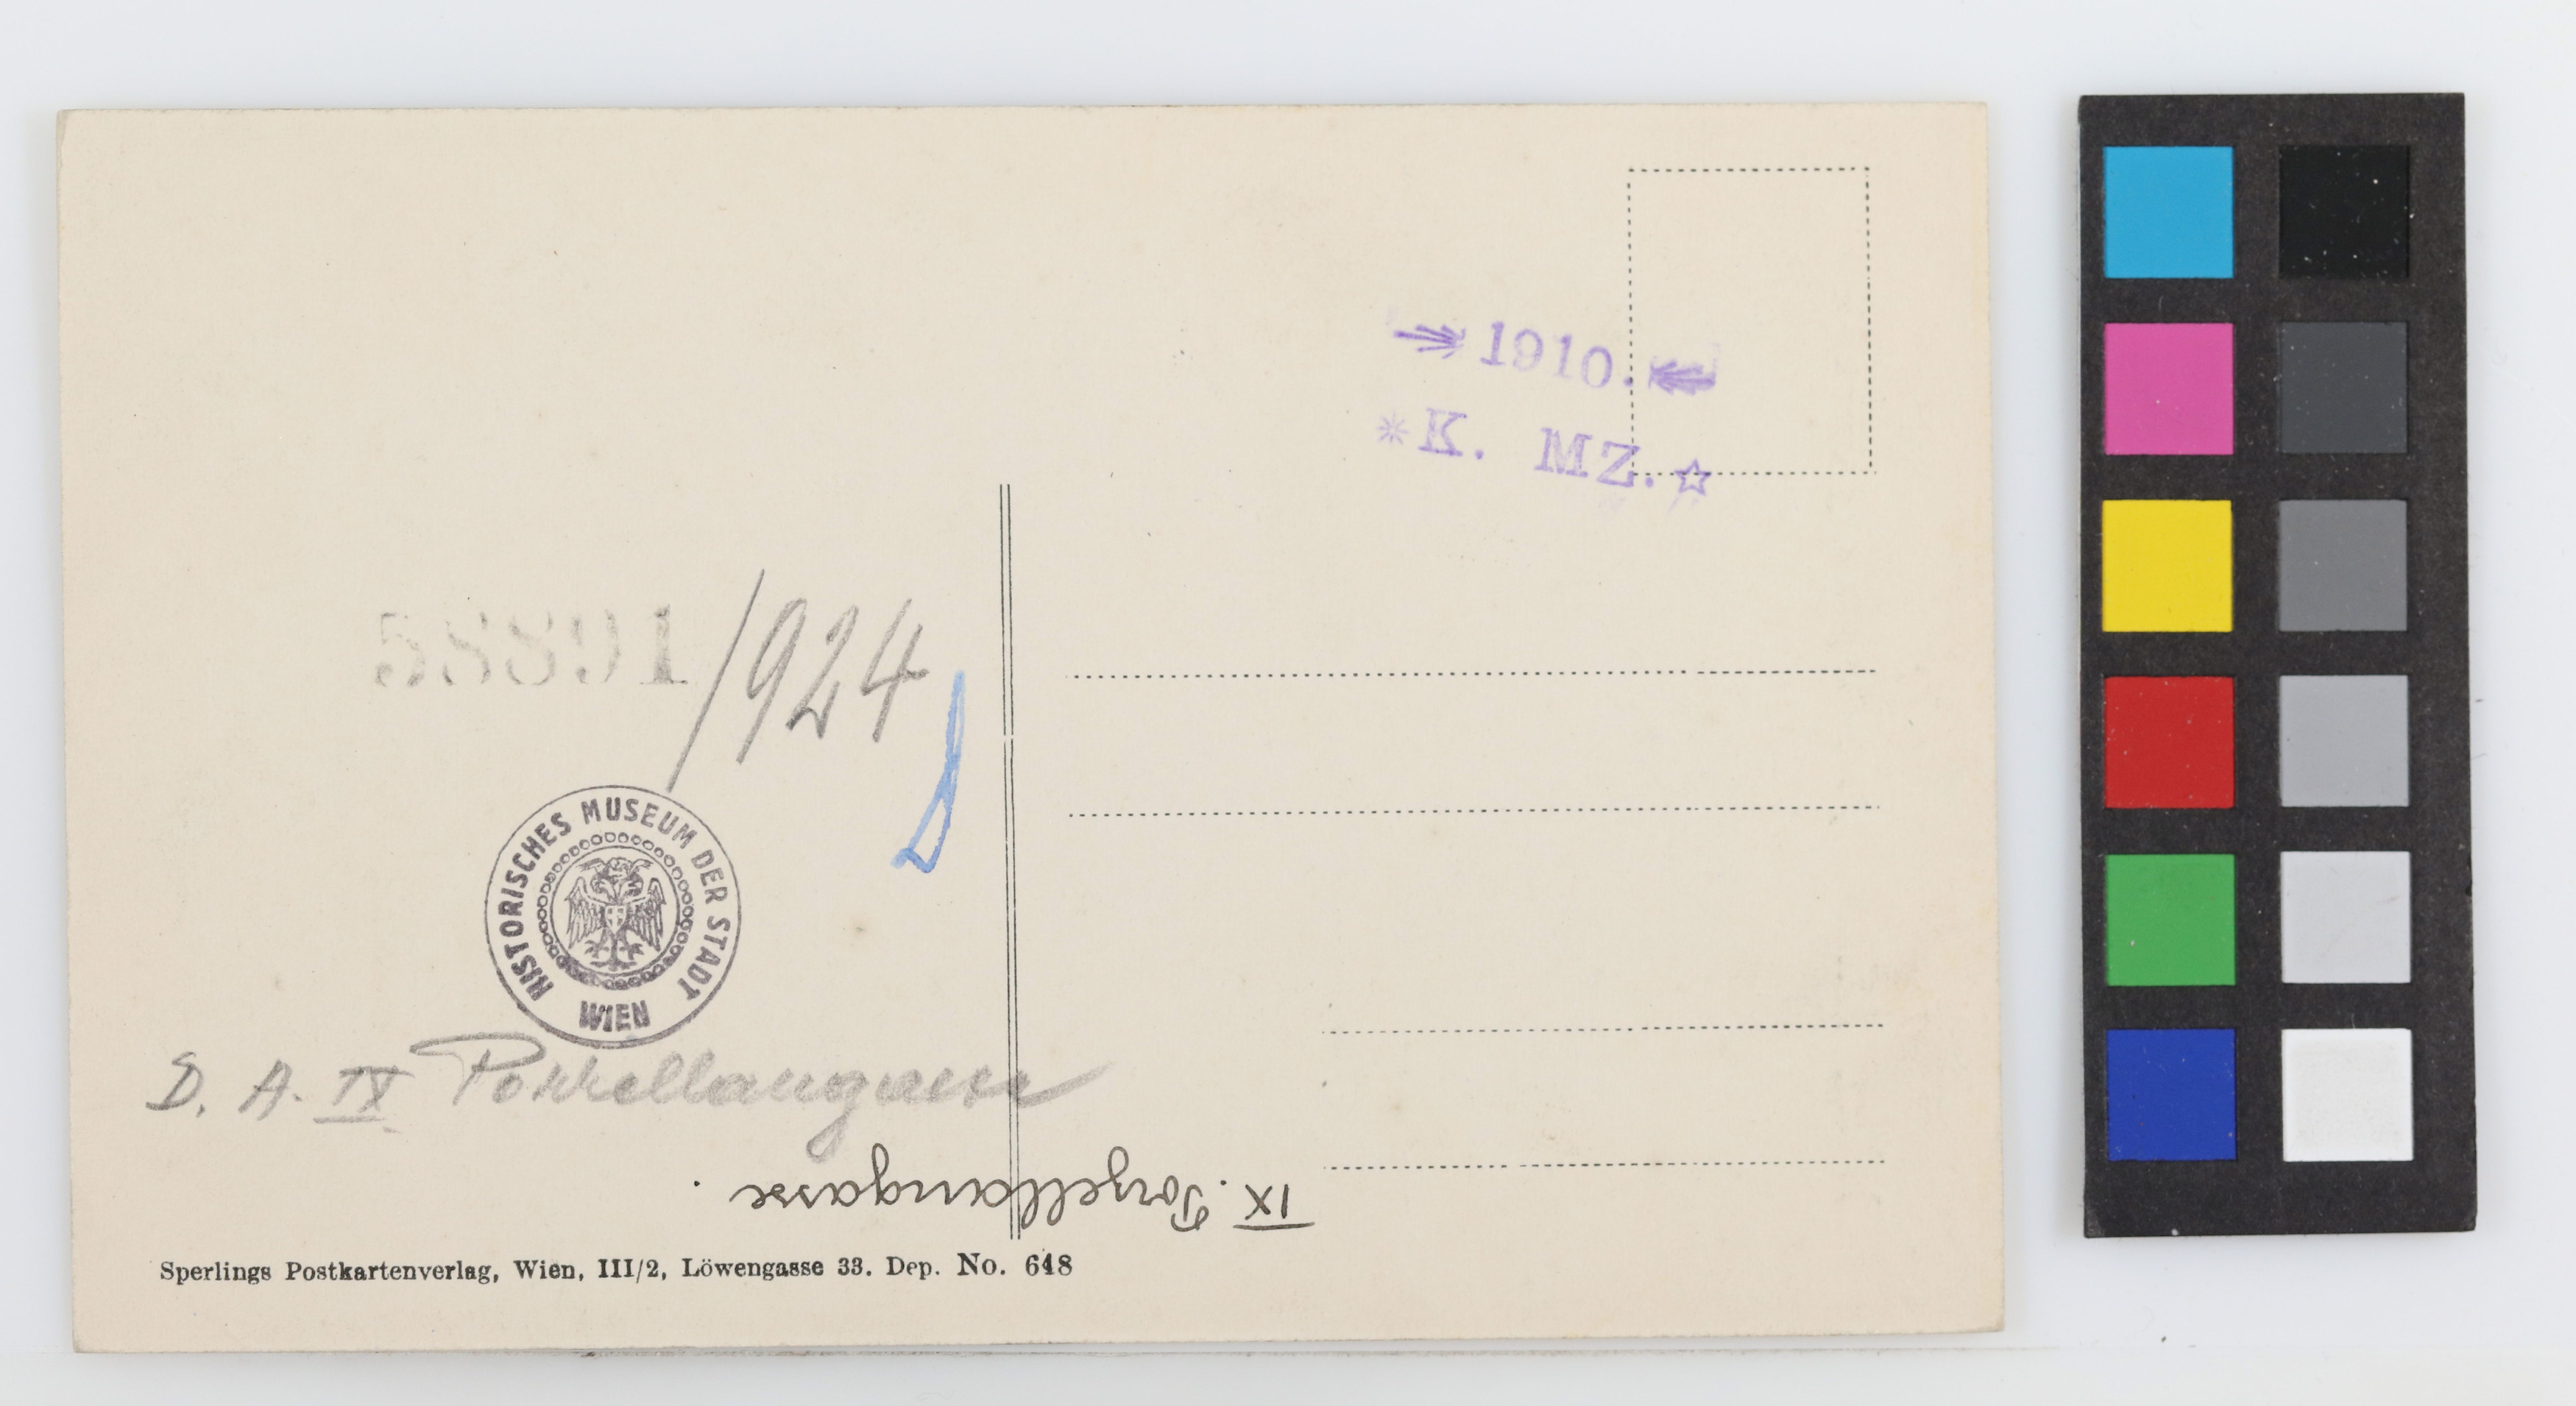 1910.
*K. MZ.☆
58891/924
HISTORISCHES MUSEUM DER STADT WIEN
D. A. IX Porzellangasse
IX. Porzellangasse.
Sperlings Postkartenverlag, Wien, III/2, Löwengasse 33. Dep. No. 648